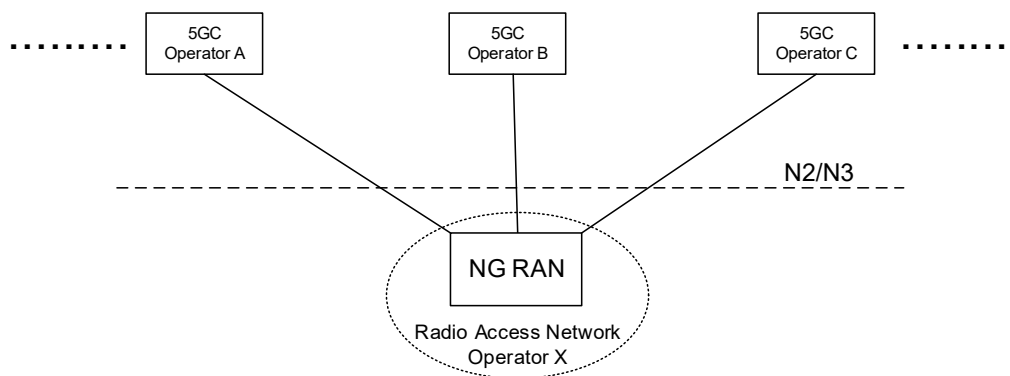 5GC
Operator A
5GC
Operator B
5GC
Operator C
N2/N3
NG RAN
Radio Access Network
Operator X